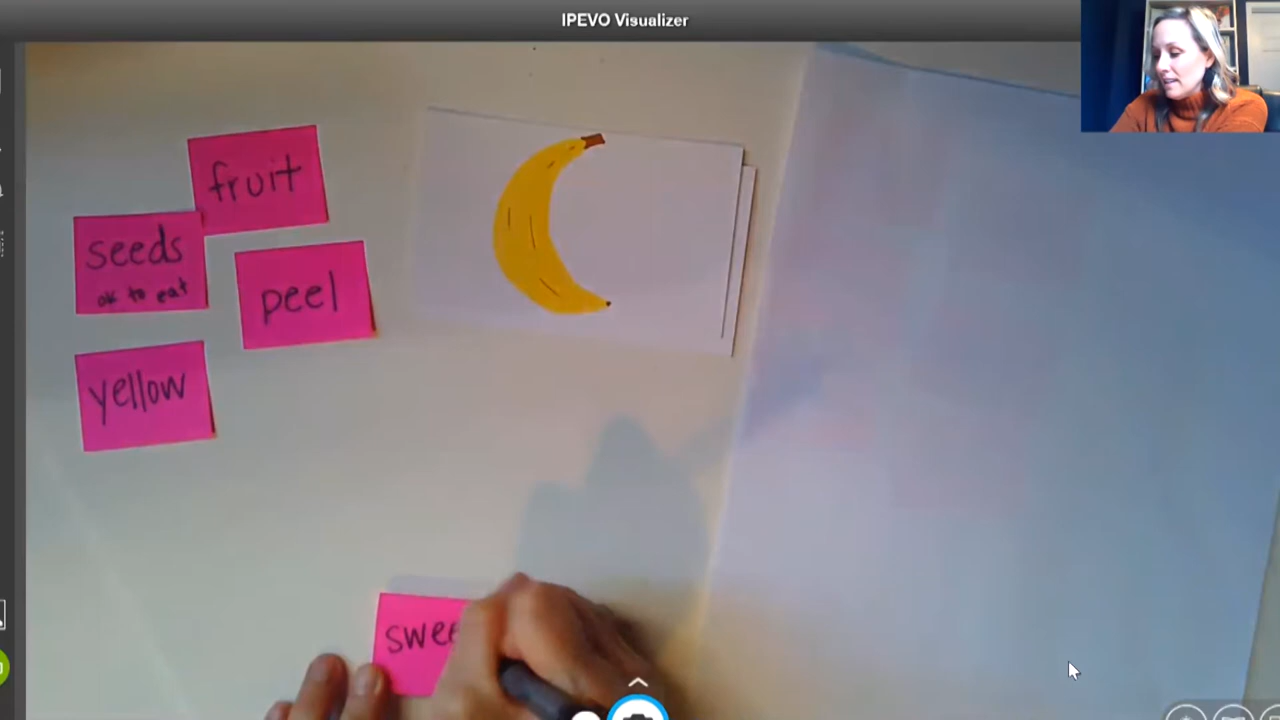 IPEVO Visualizer
fruit
seeds
ok to eat
peel
yellow
swee